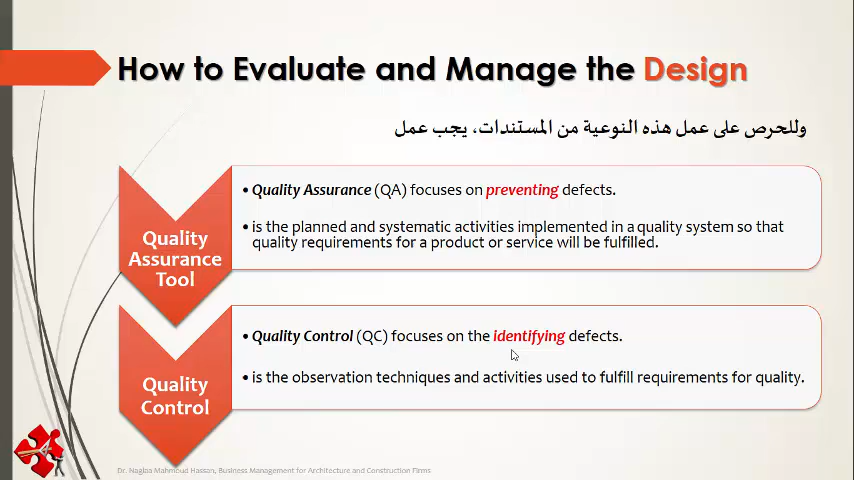 How to Evaluate and Manage the Design
وللحرص على عمل هذه النوعية من المستندات، يجب عمل
Quality
Assurance
Tool
• Quality Assurance (QA) focuses on preventing defects.
• is the planned and systematic activities implemented in a quality system so that
quality requirements for a product or service will be fulfilled.
Quality
Control
• Quality Control (QC) focuses on the identifying defects.
• is the observation techniques and activities used to fulfill requirements for quality.
Dr. Naglaa Mahmoud Hassan, Business Management for Architecture and Construction Firms